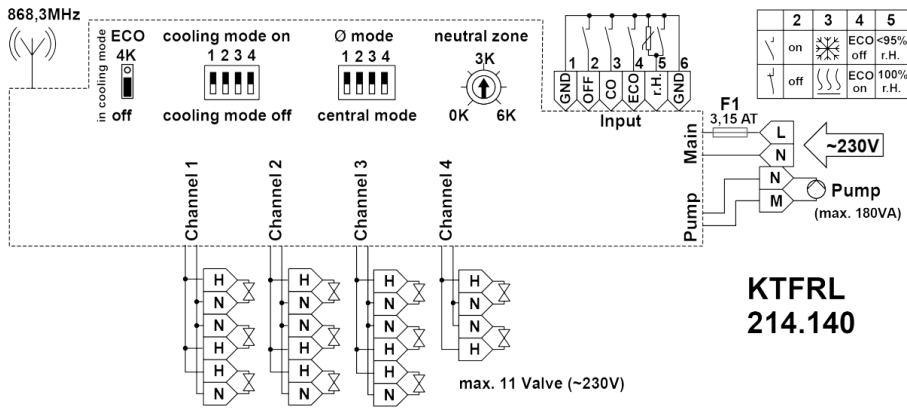 868,3MHz
in cooling mode
ECO
4K
off
cooling mode on
1 2 3 4
cooling mode off
Ø mode
1 2 3 4
central mode
neutral zone
3K
0K 6K
1 2 3 4 5 6
GND OFF CO ECO r.H. GND
Input
2 3 4 5
on ECO off <95% r.H.
off ECO on 100% r.H.
F1
3,15 AT
Main
L
N
~230V
Pump
N
M
Pump
(max. 180VA)
Channel 1
Channel 2
Channel 3
Channel 4
H H H H
N N N N
N N N N
H H H H
H H H
N N N
max. 11 Valve (~230V)
KTFRL
214.140